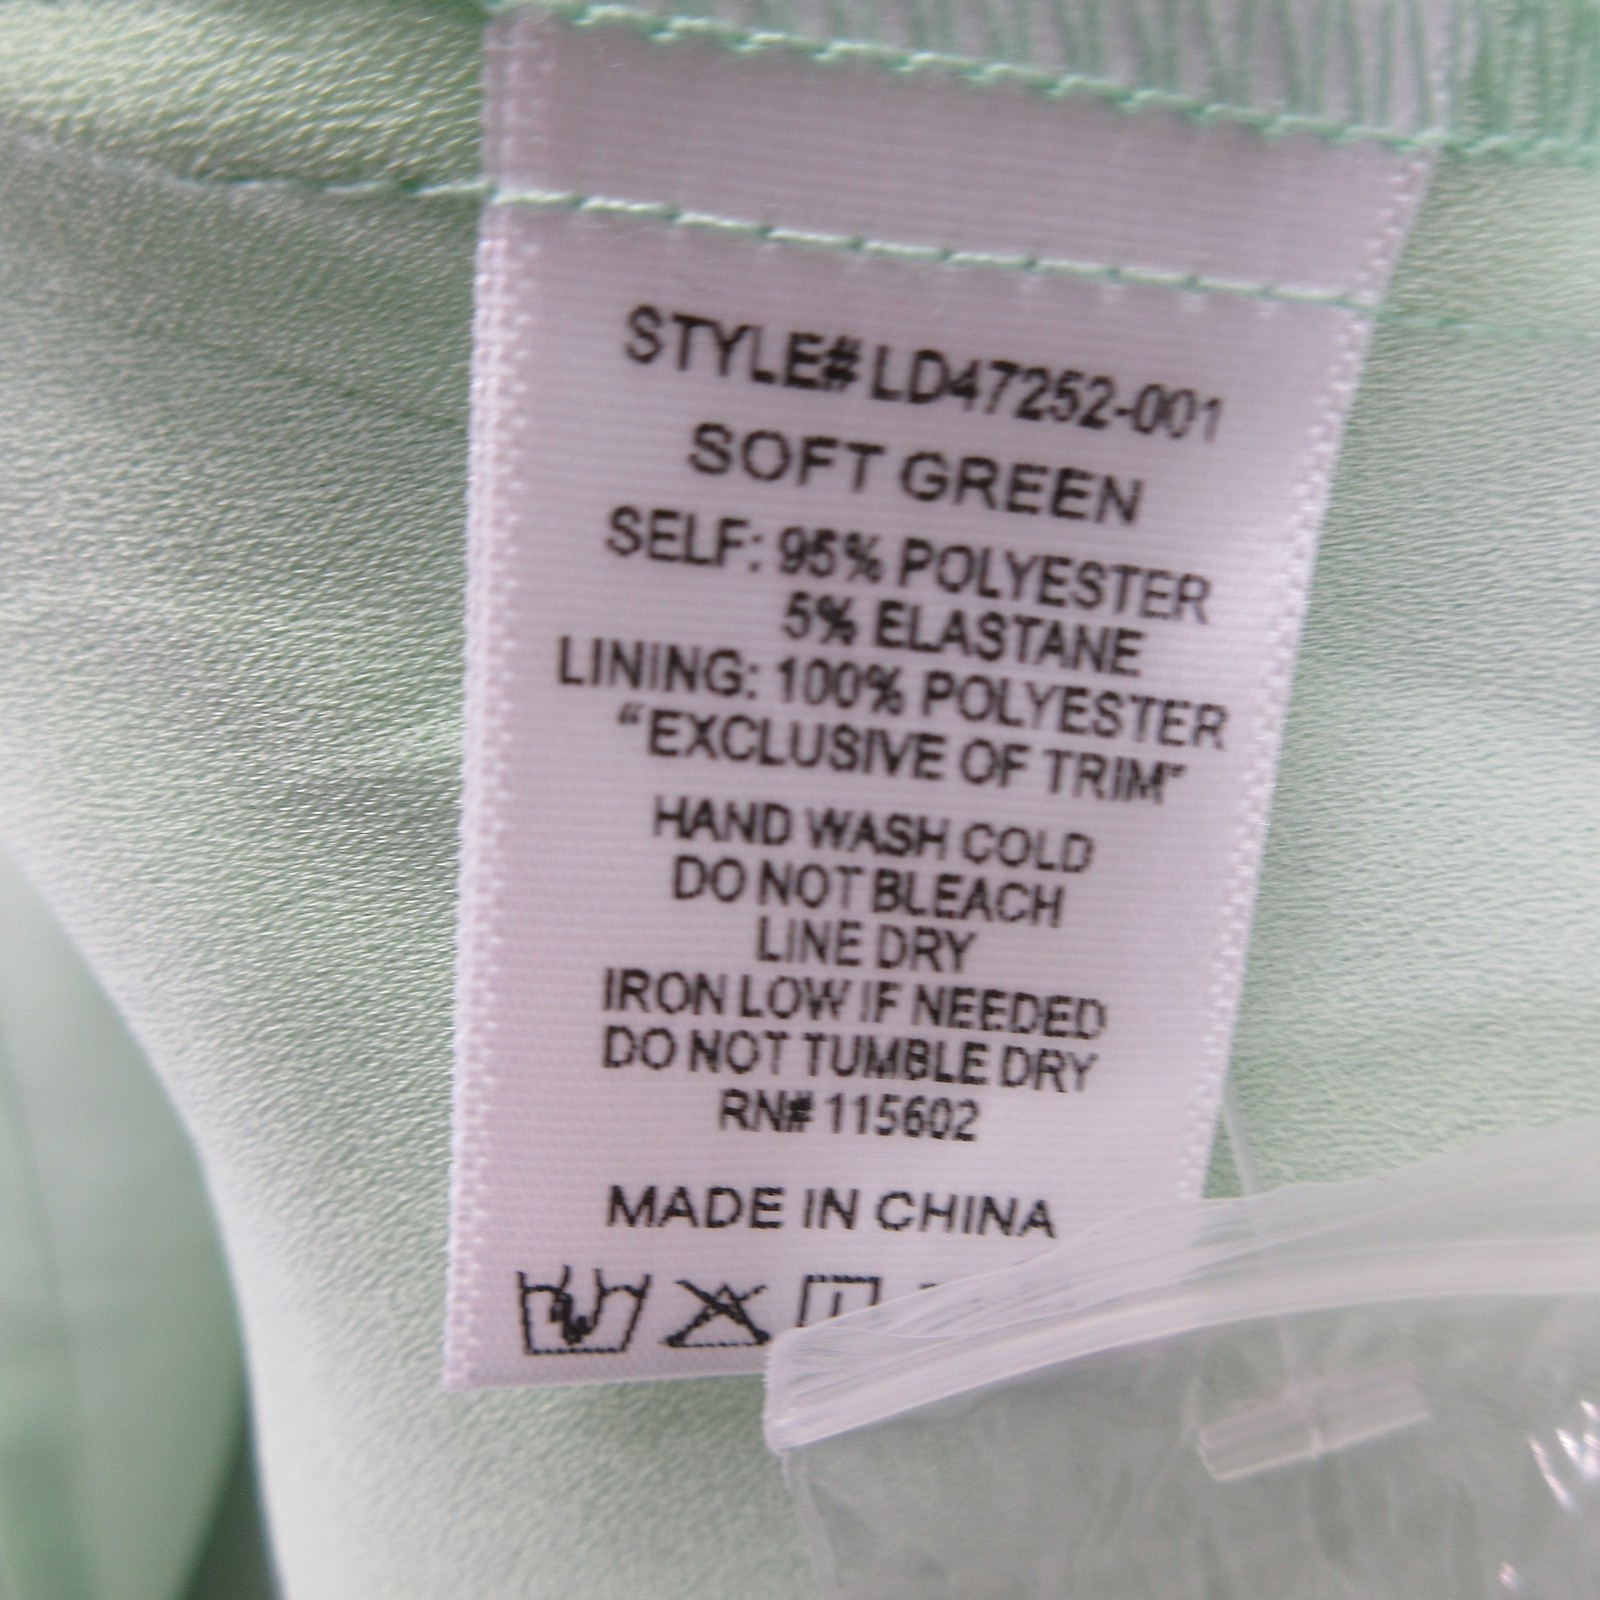 STYLE# LD47252-001
SOFT GREEN
SELF: 95% POLYESTER
5% ELASTANE
LINING: 100% POLYESTER
“EXCLUSIVE OF TRIM”
HAND WASH COLD
DO NOT BLEACH
LINE DRY
IRON LOW IF NEEDED
DO NOT TUMBLE DRY
RN# 115602
MADE IN CHINA